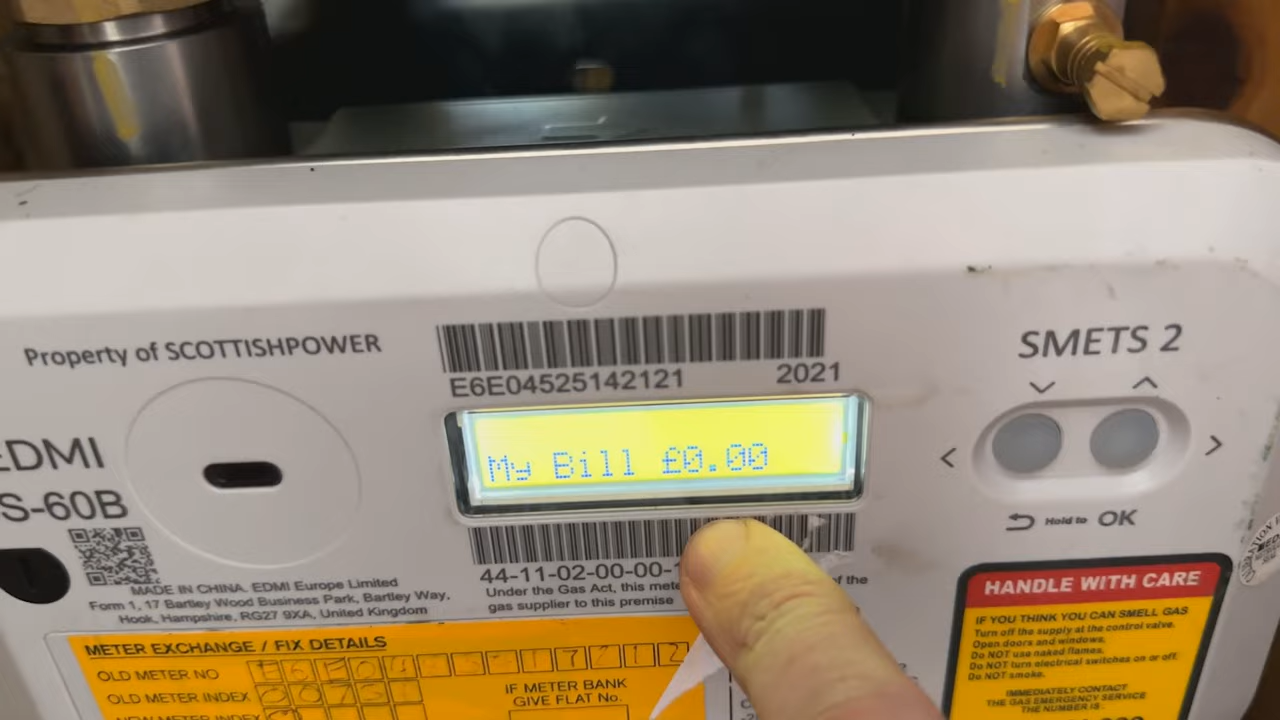 Property of SCOTTISHPOWER
E6E04525142121 2021
SMETS 2
EDMI
S-60B
My Bill £0.00
Hold to OK
44-11-02-00-00-
MADE IN CHINA. EDMI Europe Limited
Form 1, 17 Bartley Wood Business Park, Bartley Way,
Hook, Hampshire, RG27 9XA, United Kingdom
Under the Gas Act, this of the
gas supplier to this premise
HANDLE WITH CARE
IF YOU THINK YOU CAN SMELL GAS
Turn off the supply at the control valve.
Open doors and windows.
Do NOT use naked flames.
Do NOT turn electrical switches on or off.
Do NOT smoke.
IMMEDIATELY CONTACT
THE GAS EMERGENCY SERVICE
THE NUMBER IS
METER EXCHANGE / FIX DETAILS
OLD METER NO
OLD METER INDEX
NEW METER INDEX
IF METER BANK
GIVE FLAT No.